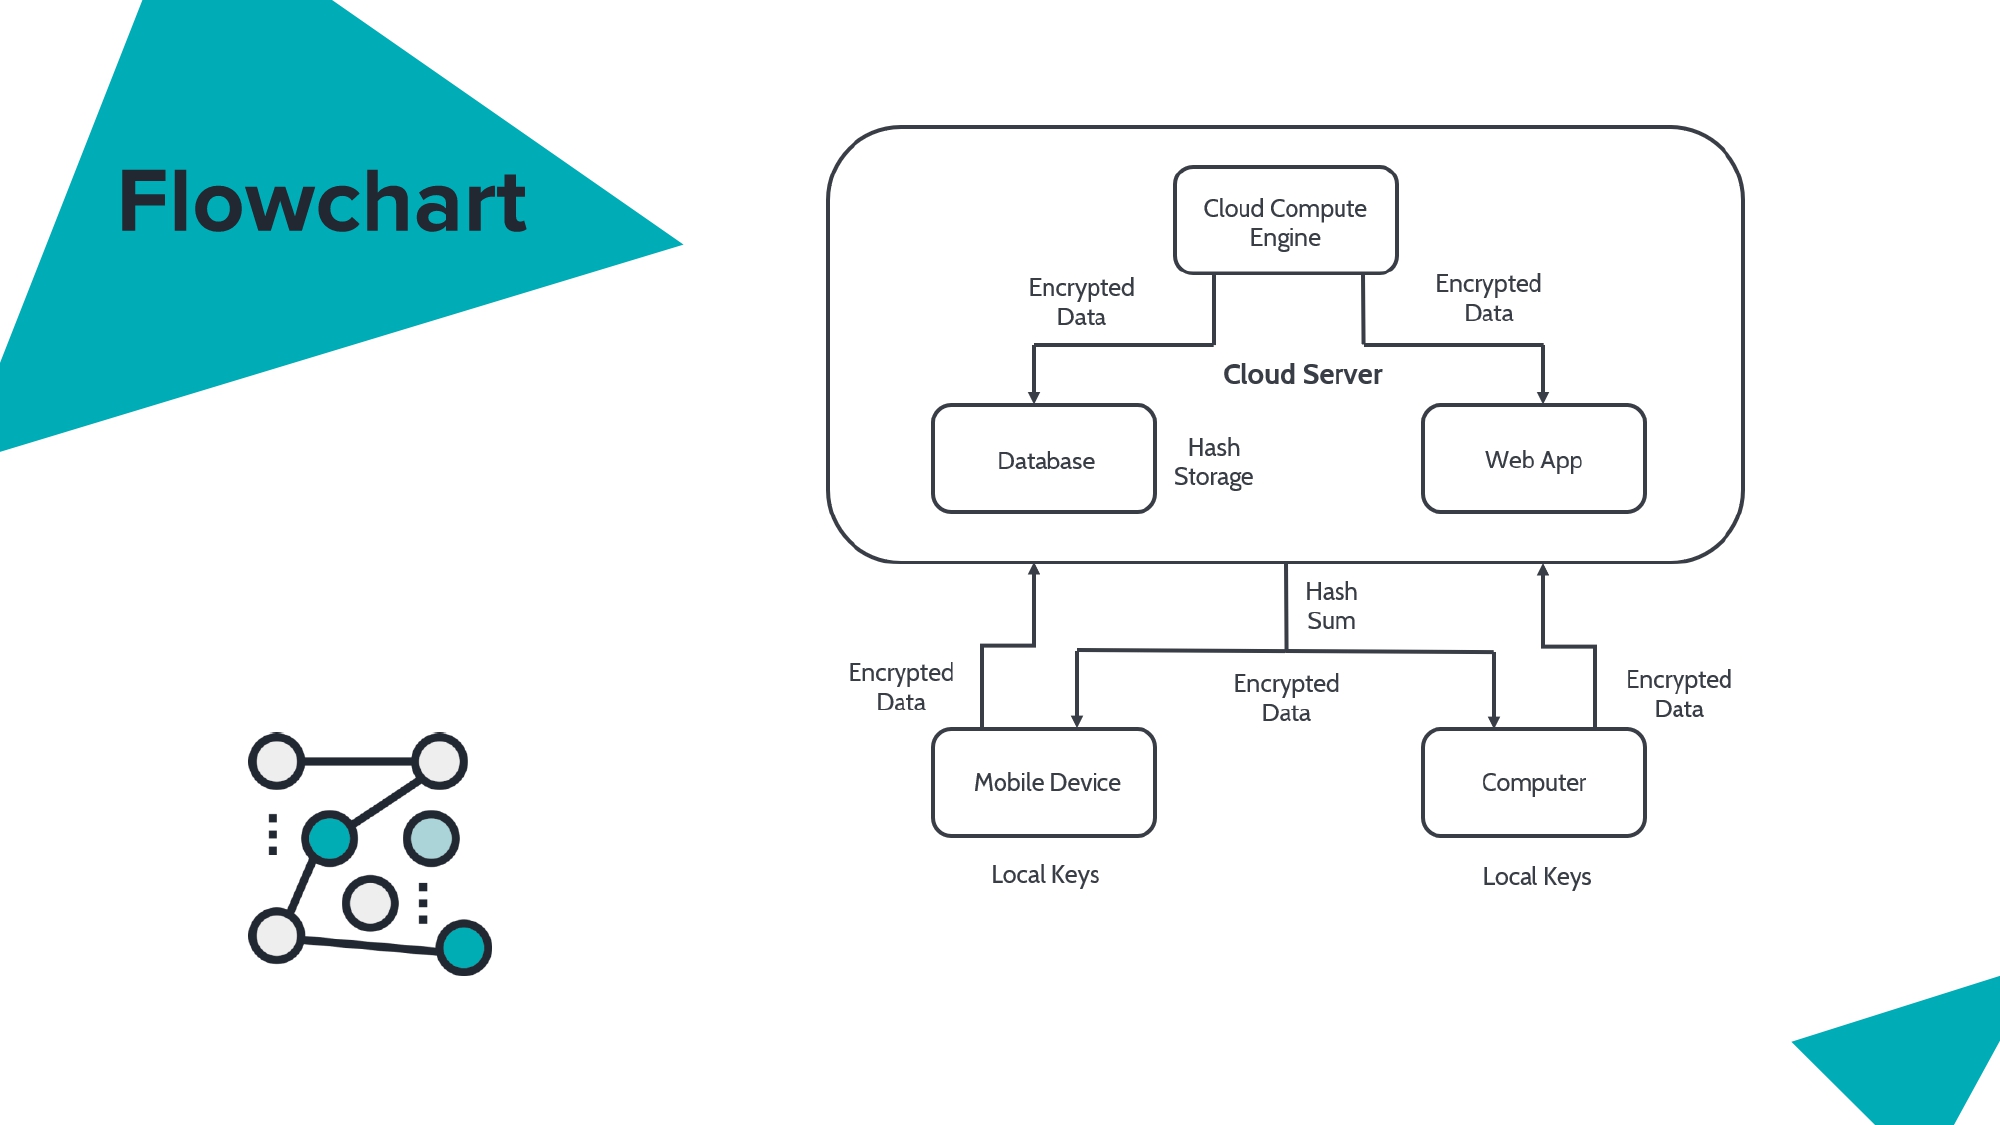 Flowchart
Cloud Compute
Engine
Encrypted
Data
Encrypted
Data
Cloud Server
Database
Hash
Storage
Web App
Hash
Sum
Encrypted
Data
Encrypted
Data
Encrypted
Data
Mobile Device
Computer
Local Keys
Local Keys